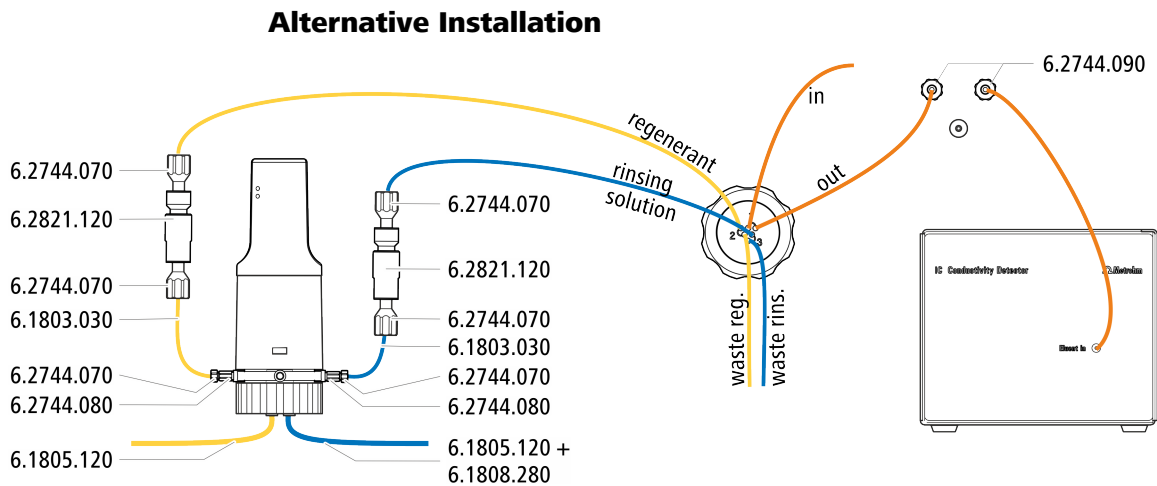 Alternative Installation
6.2744.090
in
regenerant
6.2744.070
rinsing
solution
out
6.2744.070
6.2821.120
1
2
3
6.2821.120
IC Conductivity Detector
Metrohm
6.2744.070
6.2744.070
6.1803.030
6.1803.030
waste reg.
waste rins.
Eluent in
6.2744.070
6.2744.070
6.2744.080
6.2744.080
6.1805.120
6.1805.120 +
6.1808.280